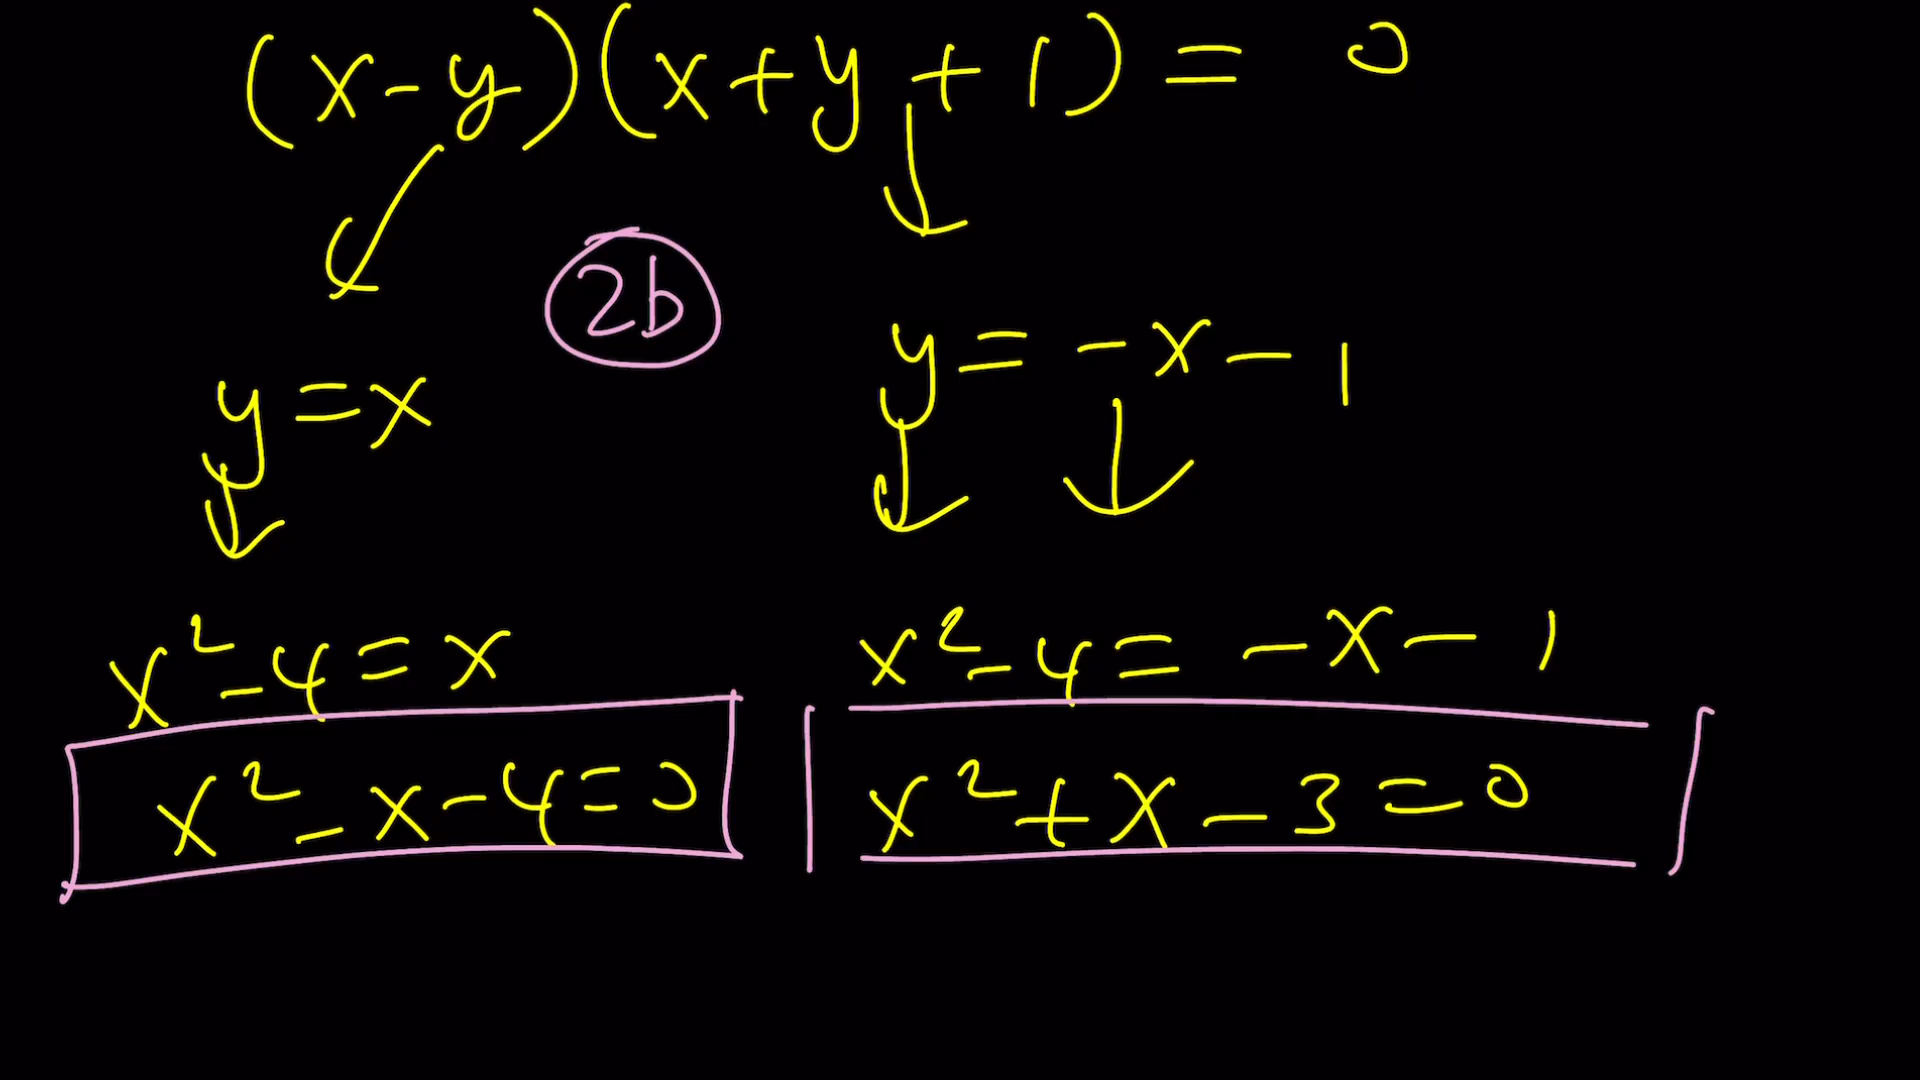 (x-y)(x+y+1) = 0
2b
y=x
y= -x-1
x²-4=x
x²-4= -x-1
x²-x-4=0
x²+x-3=0